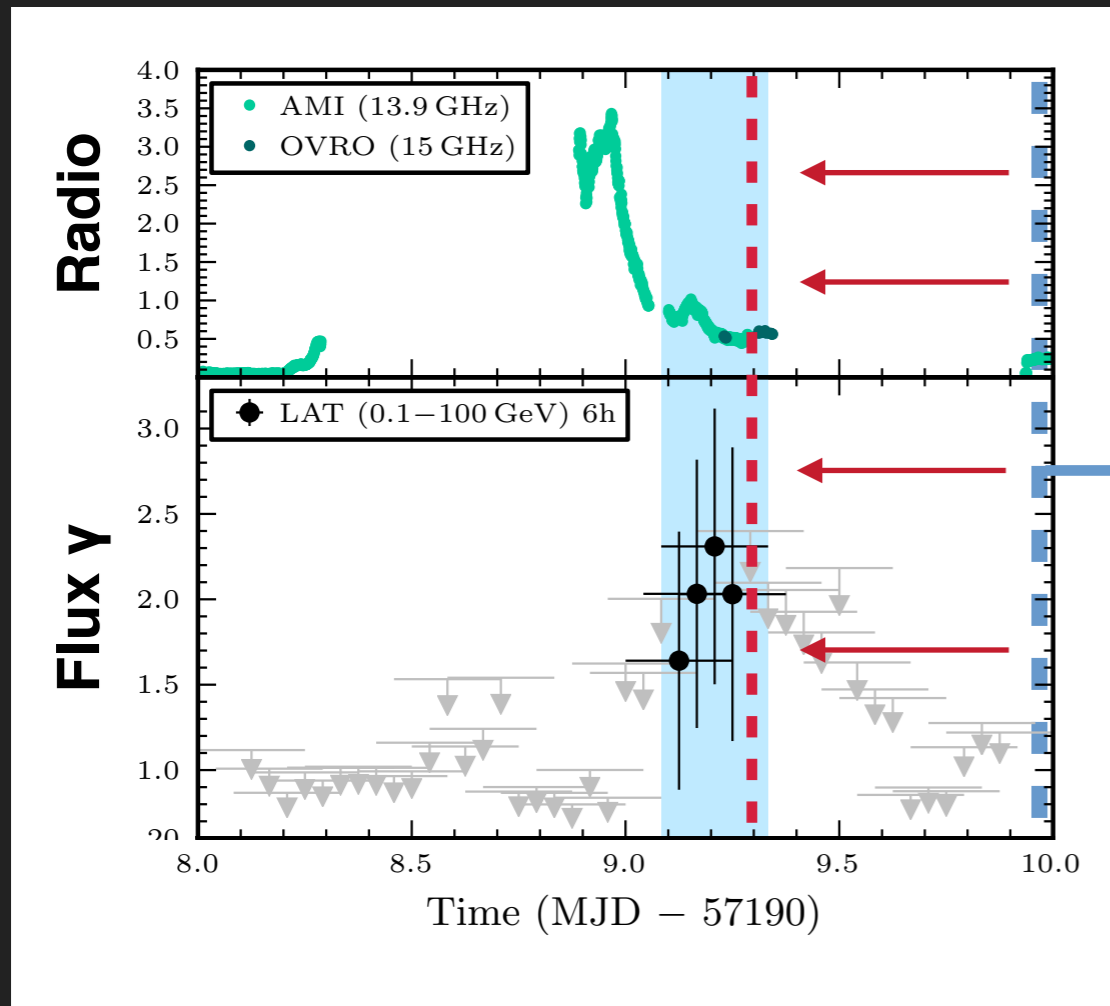 Radio
4.0
3.5
3.0
2.5
2.0
1.5
1.0
0.5
AMI (13.9 GHz)
OVRO (15 GHz)
Flux γ
3.0
2.5
2.0
1.5
1.0
20
LAT (0.1−100 GeV) 6h
8.0 8.5 9.0 9.5 10.0
Time (MJD − 57190)